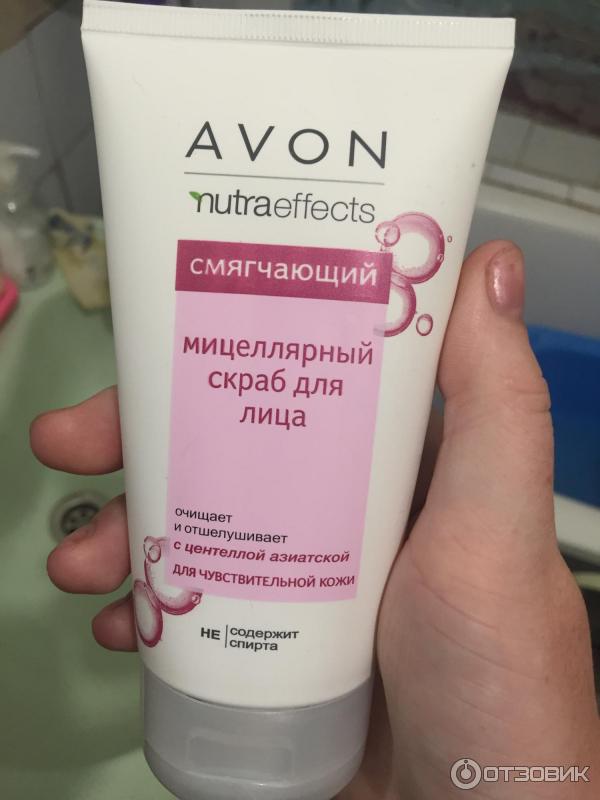 AVON
nutraeffects
смягчающий
мицеллярный
скраб для
лица
очищает
и отшелушивает
с центеллой азиатской
для чувствительной кожи
НЕ содержит
спирта
ОТЗОВИК